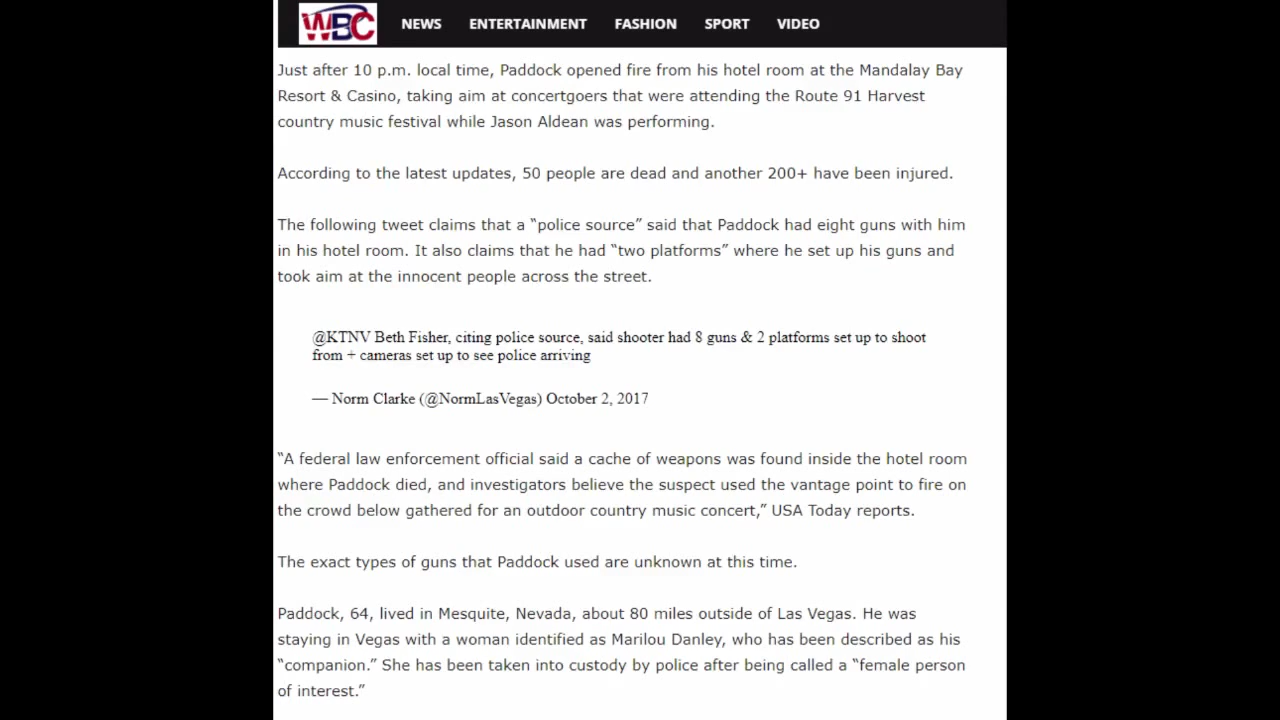 WBC NEWS ENTERTAINMENT FASHION SPORT VIDEO
Just after 10 p.m. local time, Paddock opened fire from his hotel room at the Mandalay Bay
Resort & Casino, taking aim at concertgoers that were attending the Route 91 Harvest
country music festival while Jason Aldean was performing.
According to the latest updates, 50 people are dead and another 200+ have been injured.
The following tweet claims that a “police source” said that Paddock had eight guns with him
in his hotel room. It also claims that he had “two platforms” where he set up his guns and
took aim at the innocent people across the street.
@KTNV Beth Fisher, citing police source, said shooter had 8 guns & 2 platforms set up to shoot
from + cameras set up to see police arriving
— Norm Clarke (@NormLasVegas) October 2, 2017
“A federal law enforcement official said a cache of weapons was found inside the hotel room
where Paddock died, and investigators believe the suspect used the vantage point to fire on
the crowd below gathered for an outdoor country music concert,” USA Today reports.
The exact types of guns that Paddock used are unknown at this time.
Paddock, 64, lived in Mesquite, Nevada, about 80 miles outside of Las Vegas. He was
staying in Vegas with a woman identified as Marilou Danley, who has been described as his
“companion.” She has been taken into custody by police after being called a “female person
of interest.”